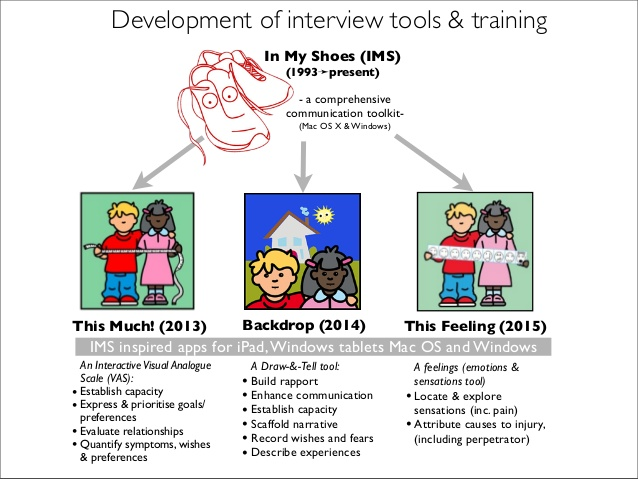 Development of interview tools & training
In My Shoes (IMS)
(1993→present)
- a comprehensive
communication toolkit-
(Mac OS X & Windows)
This Much! (2013)
Backdrop (2014)
This Feeling (2015)
IMS inspired apps for iPad, Windows tablets Mac OS and Windows
An Interactive Visual Analogue
Scale (VAS):
• Establish capacity
• Express & prioritise goals/
preferences
• Evaluate relationships
• Quantify symptoms, wishes
& preferences
A Draw-&-Tell tool:
• Build rapport
• Enhance communication
• Establish capacity
• Scaffold narrative
• Record wishes and fears
• Describe experiences
A feelings (emotions &
sensations tool)
• Locate & explore
sensations (inc. pain)
• Attribute causes to injury,
(including perpetrator)